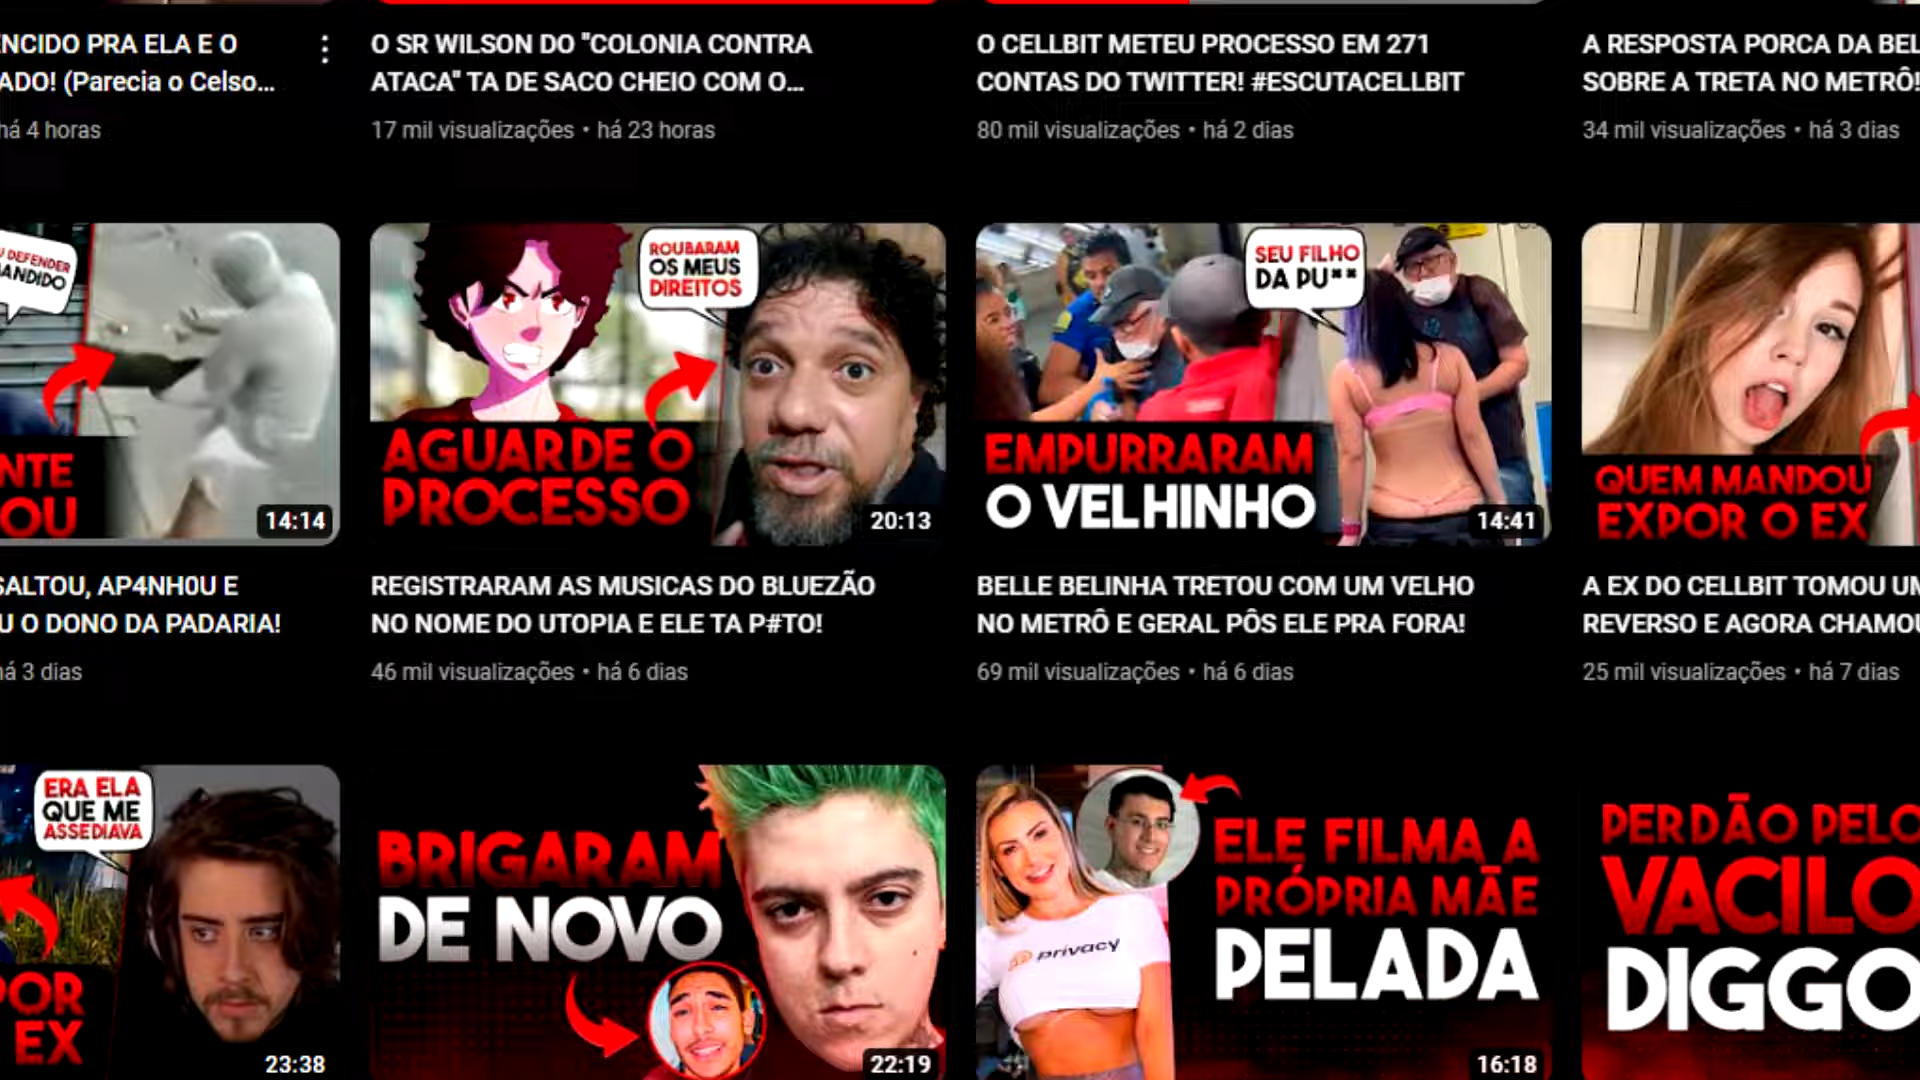 ENCIDO PRA ELA E O
ADO! (Parecia o Celso...
há 4 horas
O SR WILSON DO "COLONIA CONTRA
ATACA" TA DE SACO CHEIO COM O...
17 mil visualizações • há 23 horas
O CELLBIT METEU PROCESSO EM 271
CONTAS DO TWITTER! #ESCUTACELLBIT
80 mil visualizações • há 2 dias
A RESPOSTA PORCA DA BEL
SOBRE A TRETA NO METRÔ!
34 mil visualizações • há 3 dias
U DEFENDER
ANDIDO
NTE
OU
14:14
ROUBARAM
OS MEUS
DIREITOS
AGUARDE O
PROCESSO
20:13
SEU FILHO
DA PU**
EMPURRARAM
O VELHINHO
14:41
QUEM MANDOU
EXPOR O EX
SALTOU, AP4NH0U E
U O DONO DA PADARIA!
há 3 dias
REGISTRARAM AS MUSICAS DO BLUEZÃO
NO NOME DO UTOPIA E ELE TA P#TO!
46 mil visualizações • há 6 dias
BELLE BELINHA TRETOU COM UM VELHO
NO METRÔ E GERAL PÔS ELE PRA FORA!
69 mil visualizações • há 6 dias
A EX DO CELLBIT TOMOU UM
REVERSO E AGORA CHAMOU
25 mil visualizações • há 7 dias
ERA ELA
QUE ME
ASSEDIAVA
POR
EX
23:38
BRIGARAM
DE NOVO
22:19
privacy
ELE FILMA A
PRÓPRIA MÃE
PELADA
16:18
PERDÃO PELO
VACILO
DIGGO